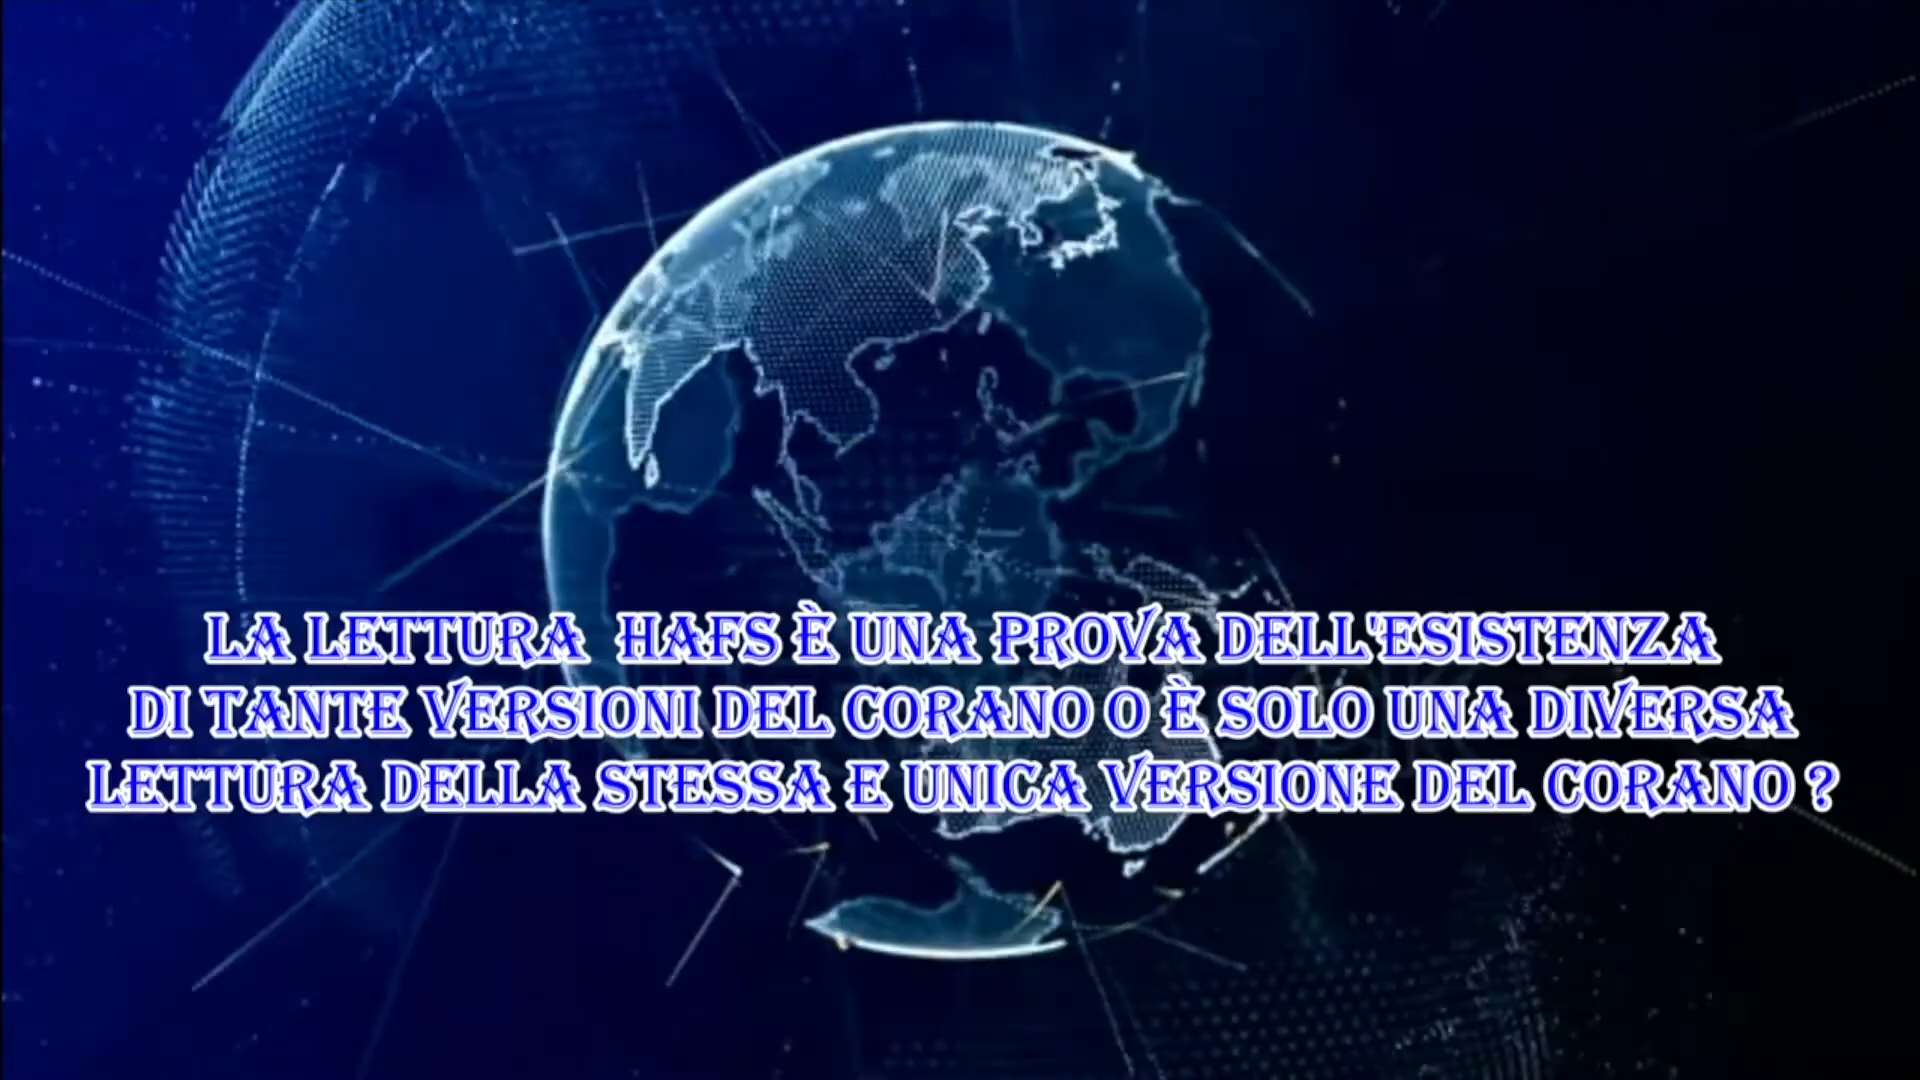 LA LETTURA HAFS È UNA PROVA DELL'ESISTENZA
DI TANTE VERSIONI DEL CORANO O È SOLO UNA DIVERSA
LETTURA DELLA STESSA E UNICA VERSIONE DEL CORANO ?